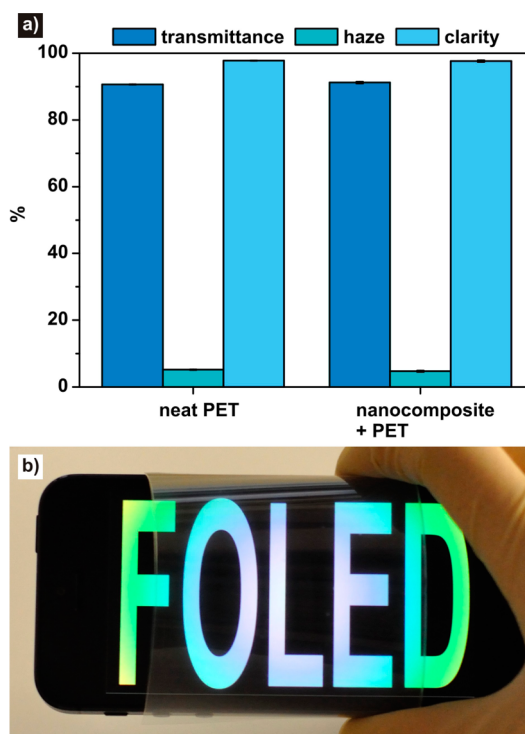 a)
transmittance haze clarity
100
80
60
40
20
0
%
neat PET
nanocomposite
+ PET
b)
FOLED